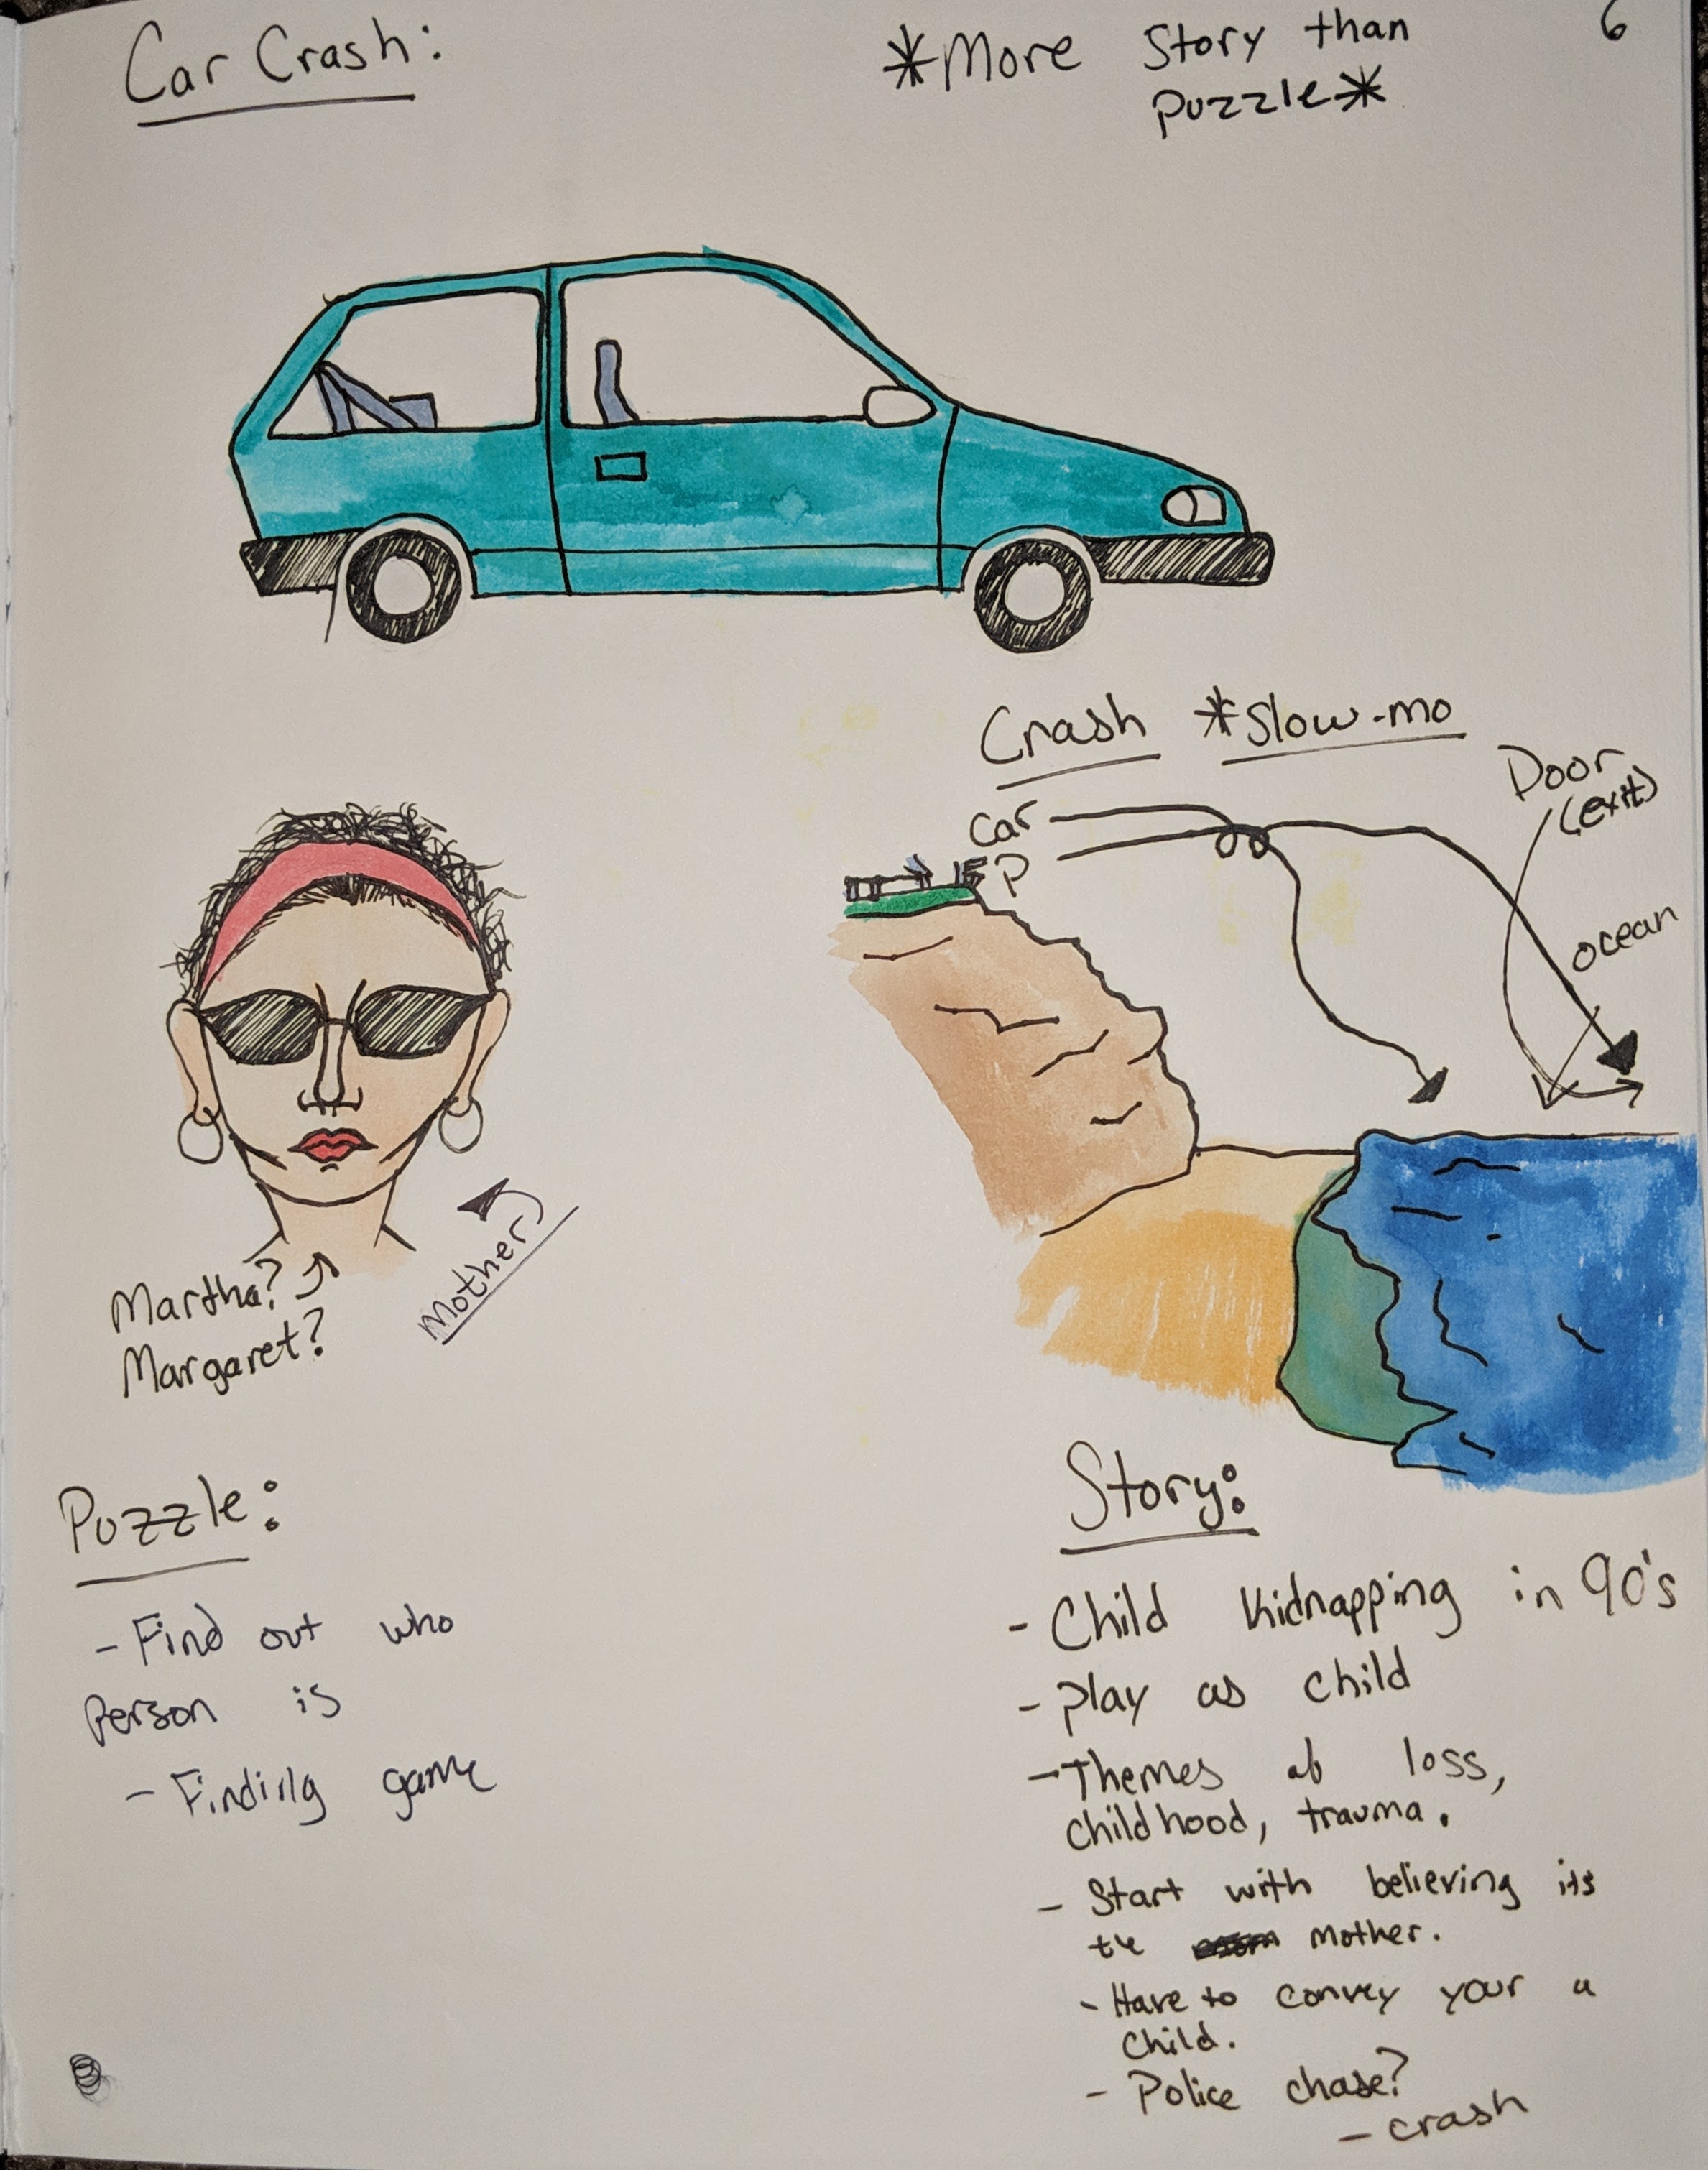 Car Crash:
*More Story than
puzzle*
6
Crash *Slow-mo
Door
(exit)
Car
P
ocean
Mother
Martha?
Margaret?
Puzzle:
- Find out who
Person is
- Finding game
Story:
- Child kidnapping in 90's
- Play as child
- Themes of loss,
childhood, trauma.
- Start with believing its
mother.
- Have to convey your a
child.
- Police chase?
- crash